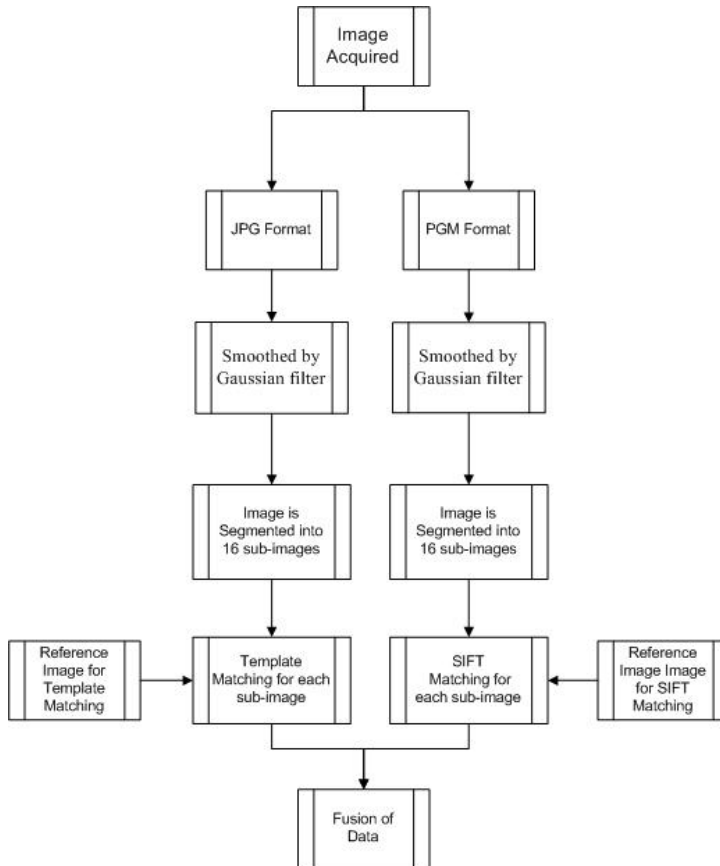 Image
Acquired
JPG Format
PGM Format
Smoothed by
Gaussian filter
Smoothed by
Gaussian filter
Image is
Segmented into
16 sub-images
Image is
Segmented into
16 sub-images
Reference
Image for
Template
Matching
Template
Matching for each
sub-image
SIFT
Matching for
each sub-image
Reference
Image Image
for SIFT
Matching
Fusion of
Data